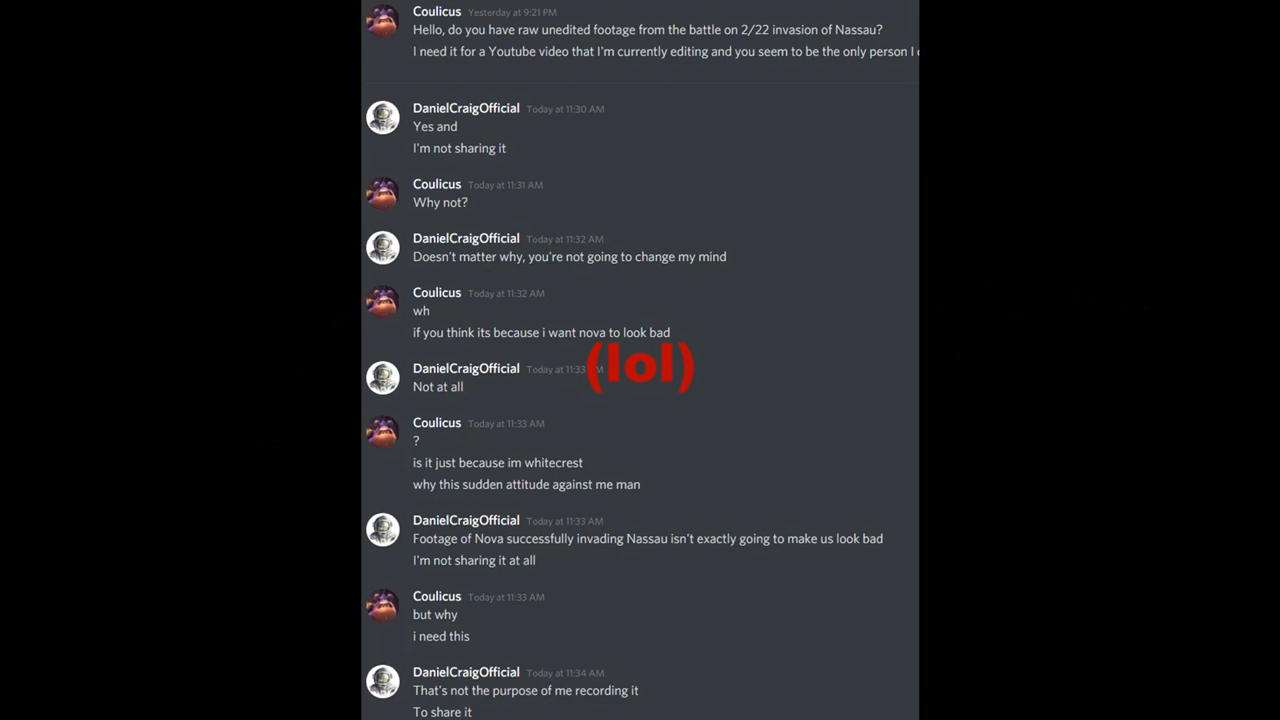 Coulicus Yesterday at 9:21 PM
Hello, do you have raw unedited footage from the battle on 2/22 invasion of Nassau?
I need it for a Youtube video that I'm currently editing and you seem to be the only person I
DanielCraigOfficial Today at 11:30 AM
Yes and
I'm not sharing it
Coulicus Today at 11:31 AM
Why not?
DanielCraigOfficial Today at 11:32 AM
Doesn't matter why, you're not going to change my mind
Coulicus Today at 11:32 AM
wh
if you think its because i want nova to look bad
(lol)
DanielCraigOfficial Today at 11:33
Not at all
Coulicus Today at 11:33 AM
?
is it just because im whitecrest
why this sudden attitude against me man
DanielCraigOfficial Today at 11:33 AM
Footage of Nova successfully invading Nassau isn't exactly going to make us look bad
I'm not sharing it at all
Coulicus Today at 11:33 AM
but why
i need this
DanielCraigOfficial Today at 11:34 AM
That's not the purpose of me recording it
To share it